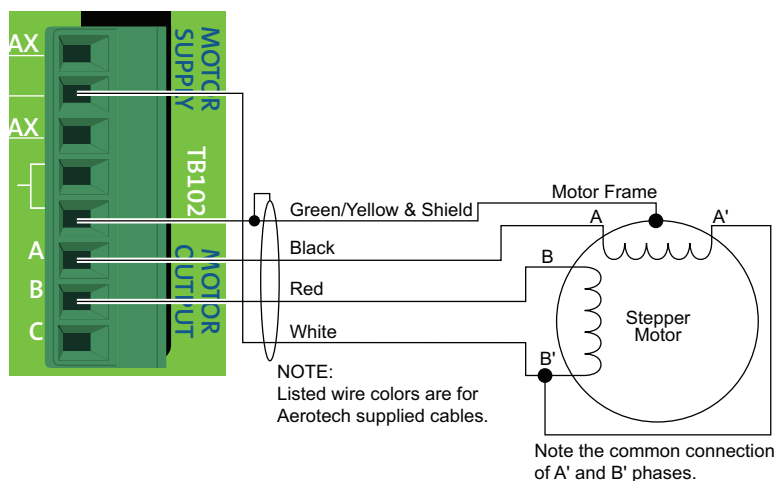 AX
AX
A
B
C
MOTOR
SUPPLY
TB102
MOTOR
OUTPUT
Green/Yellow & Shield
Black
Red
White
NOTE:
Listed wire colors are for
Aerotech supplied cables.
Motor Frame
A
A'
B
B'
Stepper
Motor
Note the common connection
of A' and B' phases.